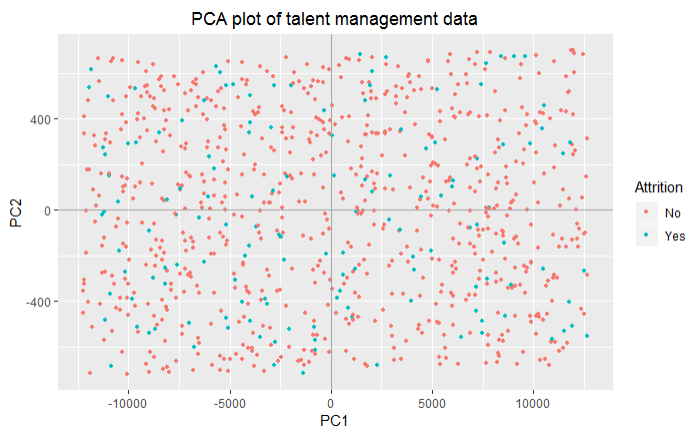 PCA plot of talent management data
400
0
-400
PC2
-10000
-5000
0
5000
10000
PC1
Attrition
No
Yes